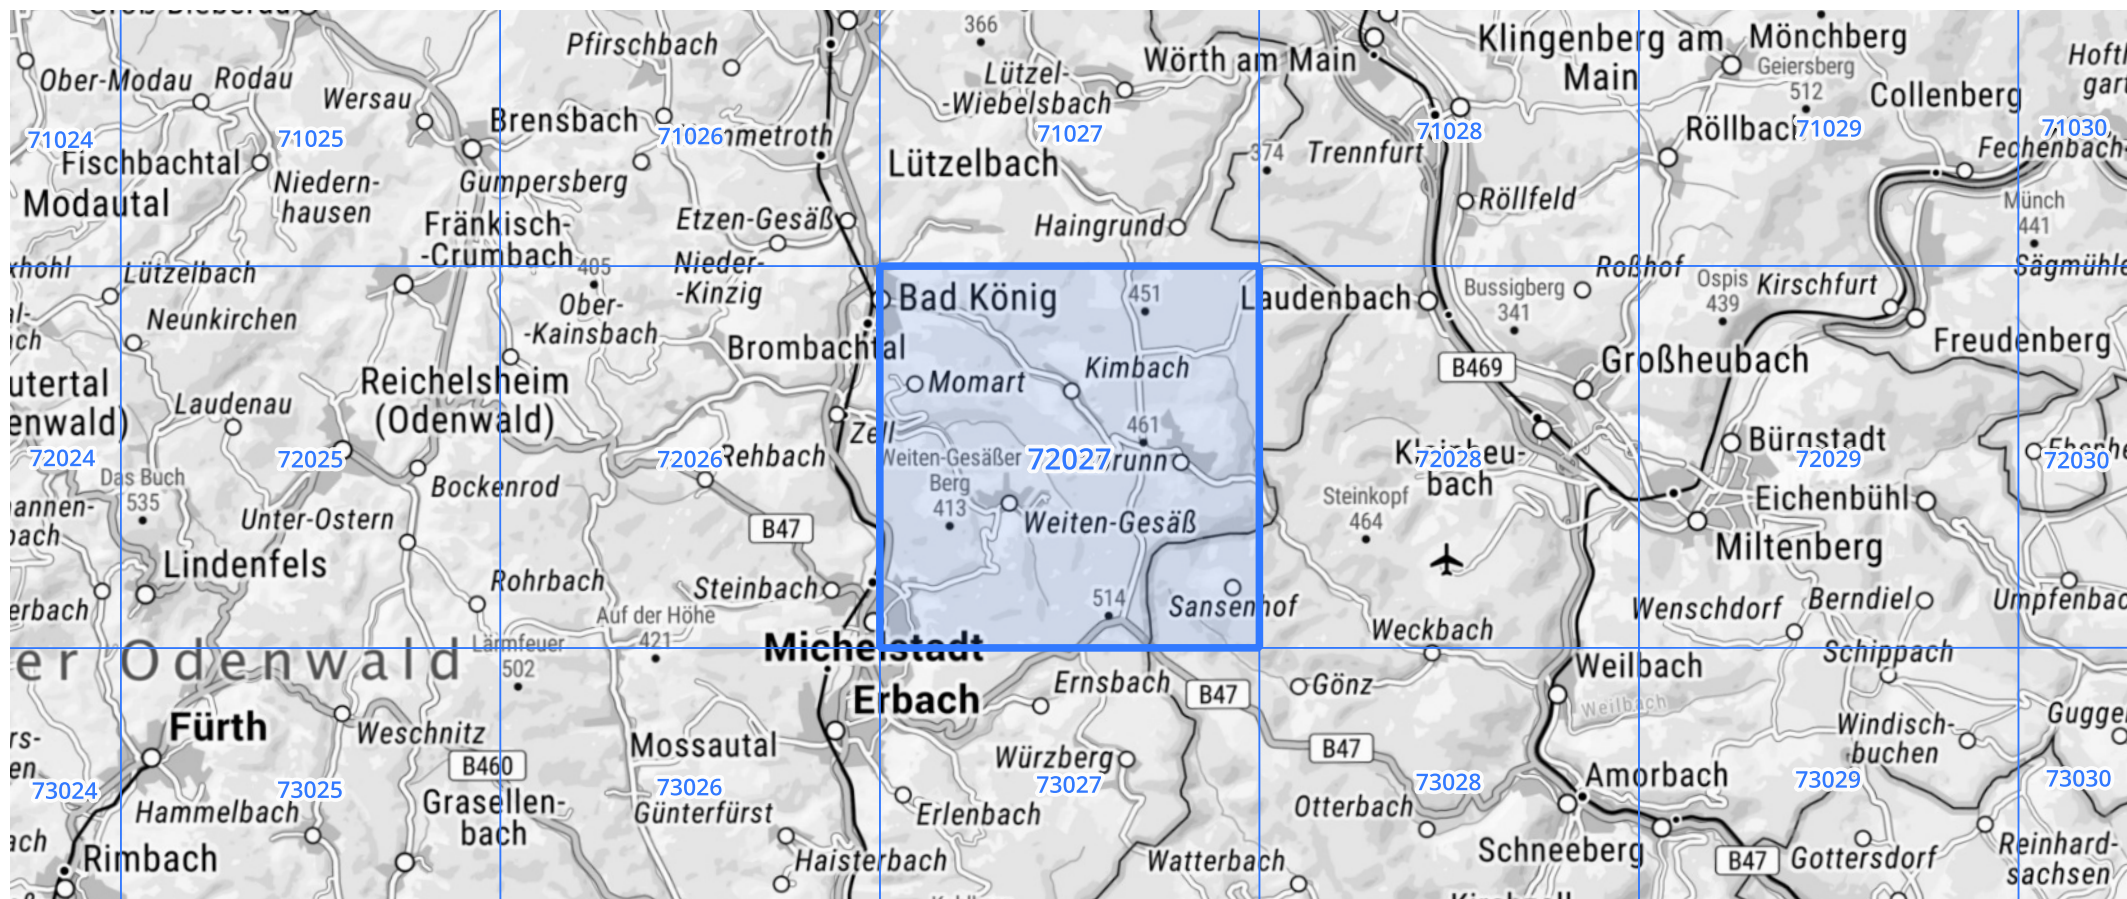 366
Pfirschbach
Wörth am Main
Klingenberg am
Main
Mönchberg
Geiersberg
512
Ober-Modau
Rodau
Wersau
Lützel-
-Wiebelsbach
Collenberg
Brensbach
71024
71025
71026
71027
71028
Röllbach
71029
71030
Fischbachtal
Lützelbach
374
Trennfurt
Fechenbach
Modautal
Niedern-
hausen
Gumpersberg
Röllfeld
Münch
441
Fränkisch-
-Crumbach
Etzen-Gesäß
Haingrund
Lützelbach
405
Nieder-
-Kinzig
Roßhof
Sägmühle
Neunkirchen
Ober-
-Kainsbach
Bad König
451
Laudenbach
Bussigberg
341
Ospis
439
Kirschfurt
Freudenberg
Brombachtal
Kimbach
B469
Großheubach
Reichelsheim
(Odenwald)
Momart
Laudenau
461
Zell
Bürgstadt
72024
72025
72026
Rehbach
Weiten-Gesäßer
Berg
413
72027
72028
bach
72029
72030
Das Buch
535
Bockenrod
Steinkopf
464
Eichenbühl
Unter-Ostern
B47
Weiten-Gesäß
Miltenberg
Lindenfels
Rohrbach
Steinbach
514
Sansenhof
Wenschdorf
Berndiel
Auf der Höhe
421
Weckbach
Michelstadt
Schippach
er Odenwald
Lärmfeuer
502
Weilbach
Erbach
Ernsbach
B47
Gönz
Weilbach
Fürth
Weschnitz
Mossautal
Würzberg
B47
Windisch-
buchen
B460
73024
73025
73026
73027
73028
Amorbach
73029
73030
Hammelbach
Grasellen-
bach
Günterfürst
Erlenbach
Otterbach
Rimbach
Haisterbach
Watterbach
Schneeberg
B47
Gottersdorf
Reinhard-
sachsen